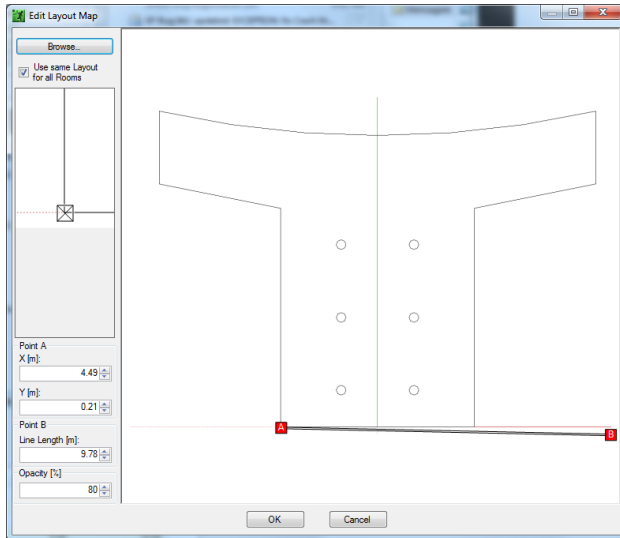 Edit Layout Map
Browse...
Use same Layout
for all Rooms
Point A
X [m]:
4.49
Y [m]:
0.21
Point B
Line Length [m]:
9.78
Opacity [%]
80
A
B
OK
Cancel